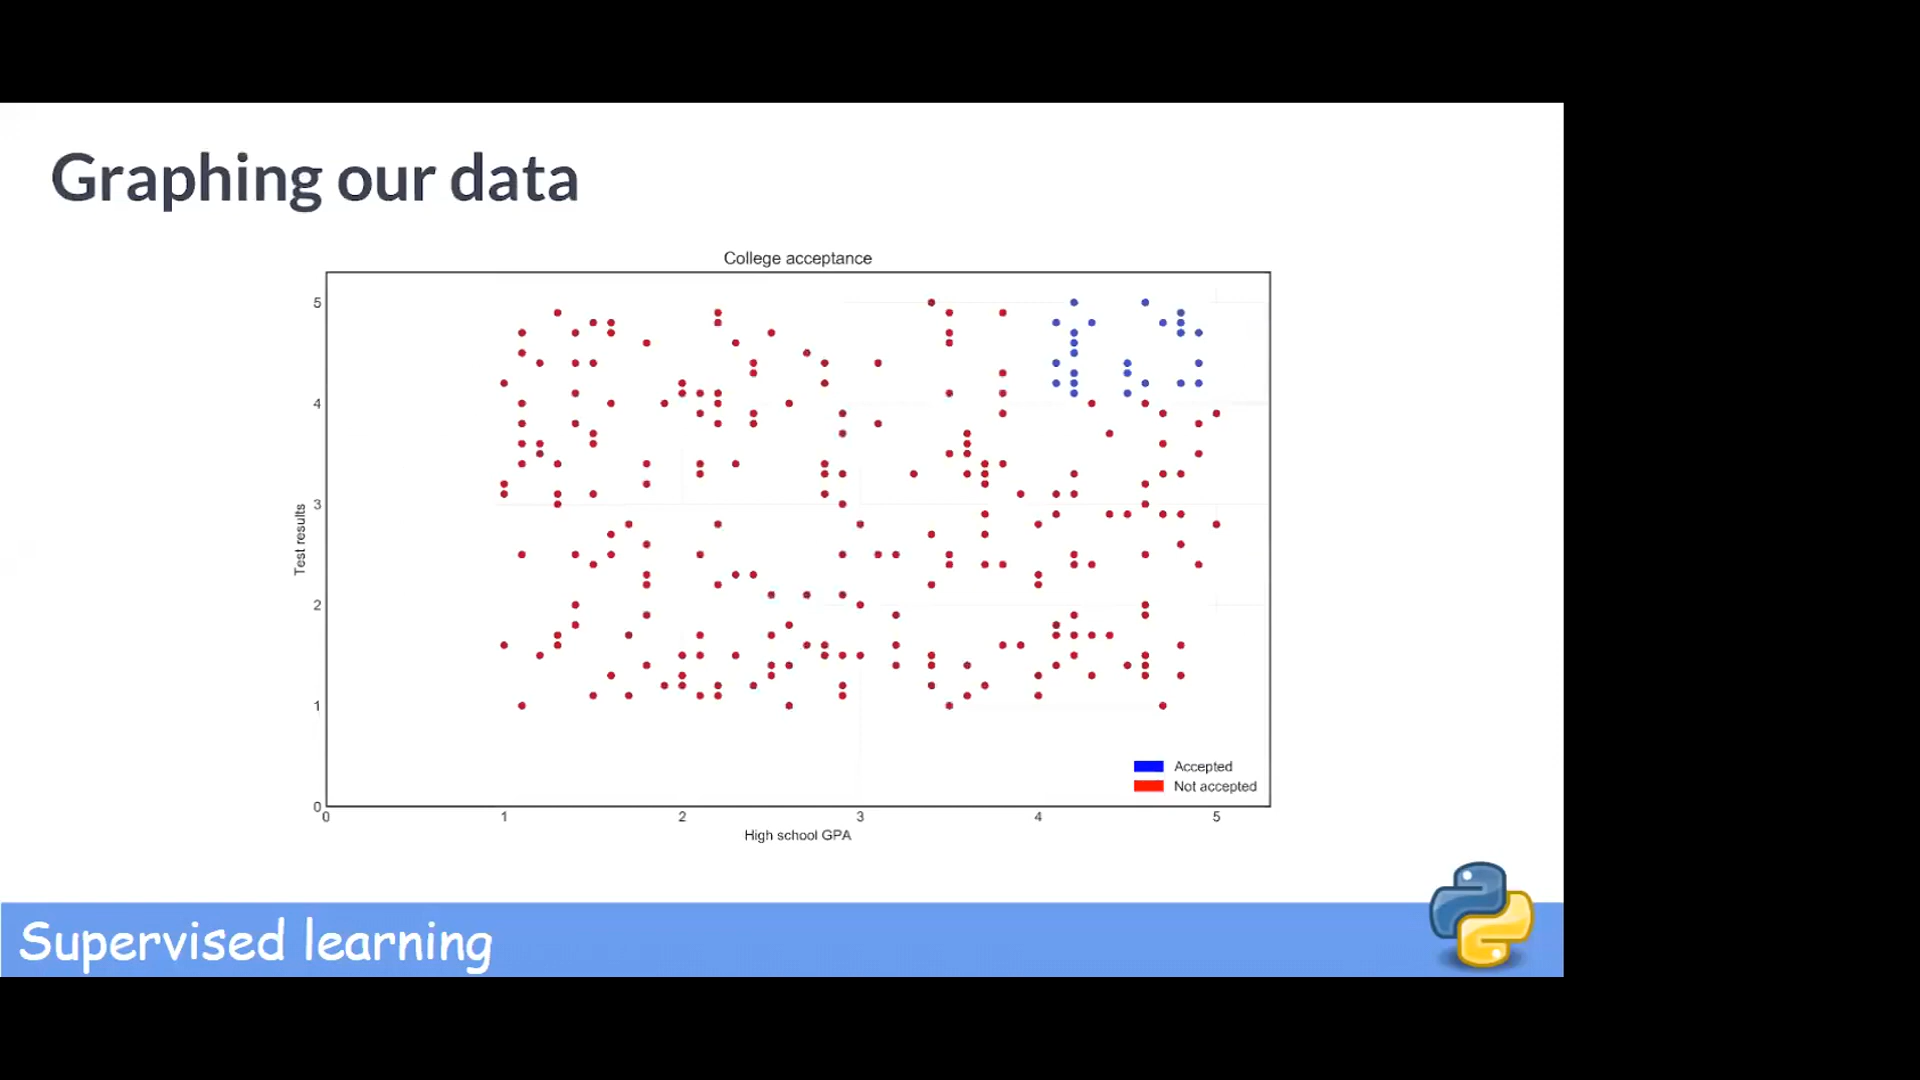 Graphing our data
College acceptance
5
4
3
2
1
0
Test results
0 1 2 3 4 5
High school GPA
Accepted
Not accepted
Supervised learning